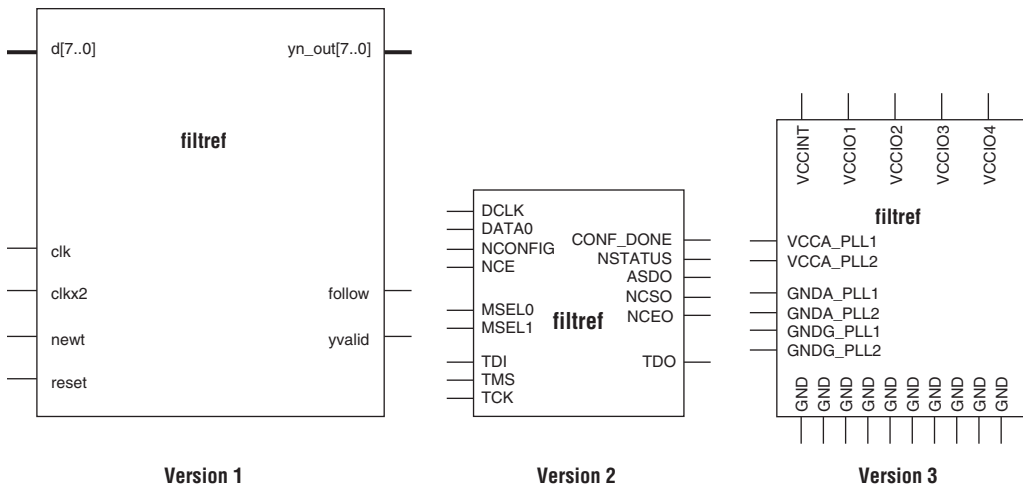 d[7..0]
yn_out[7..0]
filtref
clk
clkx2
follow
newt
yvalid
reset
Version 1
DCLK
DATA0
NCONFIG
NCE
CONF_DONE
NSTATUS
ASDO
NCSO
NCEO
MSEL0
MSEL1
filtref
TDI
TDO
TMS
TCK
Version 2
VCCINT
VCCIO1
VCCIO2
VCCIO3
VCCIO4
filtref
VCCA_PLL1
VCCA_PLL2
GNDA_PLL1
GNDA_PLL2
GNDG_PLL1
GNDG_PLL2
GND
GND
GND
GND
GND
GND
GND
GND
GND
GND
Version 3